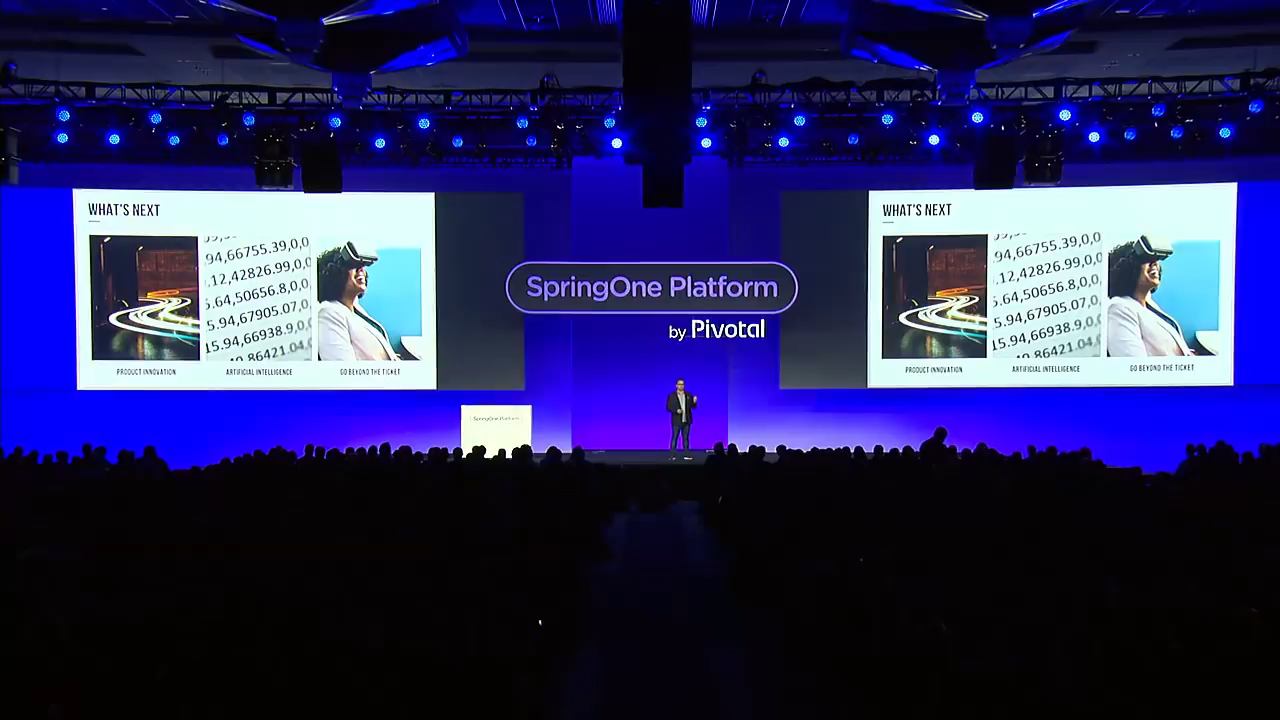 WHAT'S NEXT
94,66755.39,0,0
.12,42826.99,0,0
5.64,50656.8,0,0
5.94,67905.07,0,
15.94,66938.9,0,0
PRODUCT INNOVATION
ARTIFICIAL INTELLIGENCE
GO BEYOND THE TICKET
SpringOne Platform
by Pivotal
SpringOne Platform
WHAT'S NEXT
94,66755.39,0,0
.12,42826.99,0,0
5.64,50656.8,0,0
5.94,67905.07,0,
15.94,66938.9,0,0
PRODUCT INNOVATION
ARTIFICIAL INTELLIGENCE
GO BEYOND THE TICKET